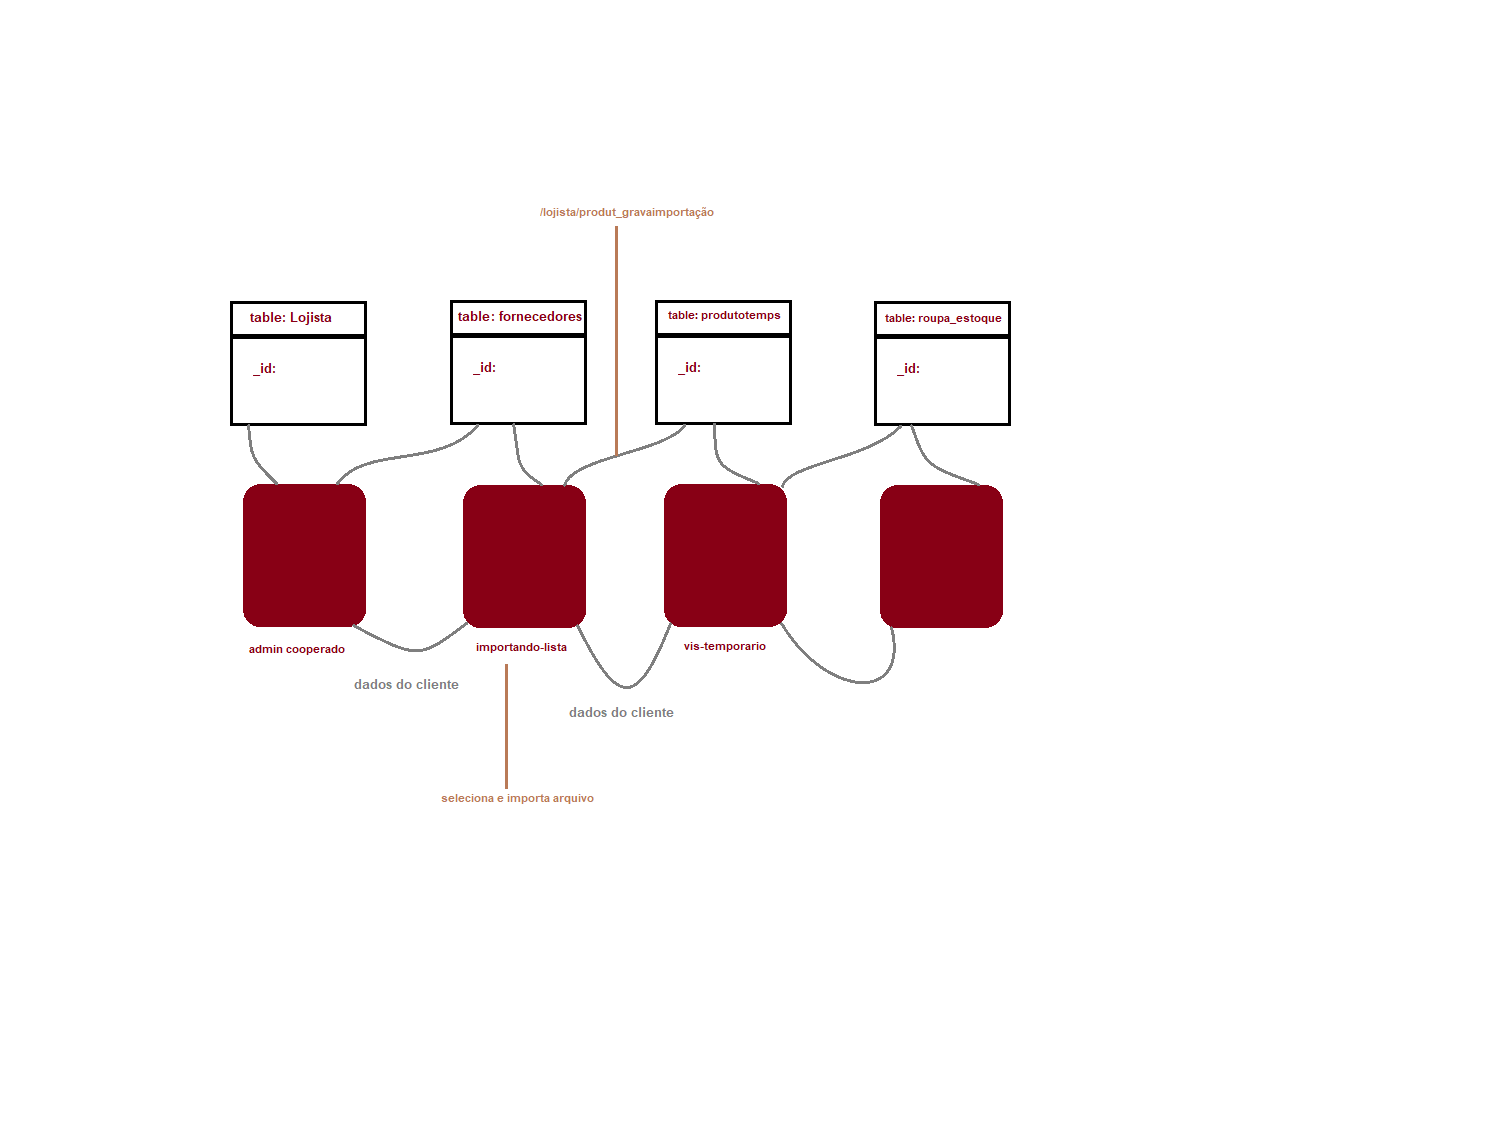 /lojista/produt_gravaimportação
table: Lojista
_id:
table: fornecedores
_id:
table: produtotemps
_id:
table: roupa_estoque
_id:
admin cooperado
importando-lista
vis-temporario
dados do cliente
dados do cliente
seleciona e importa arquivo